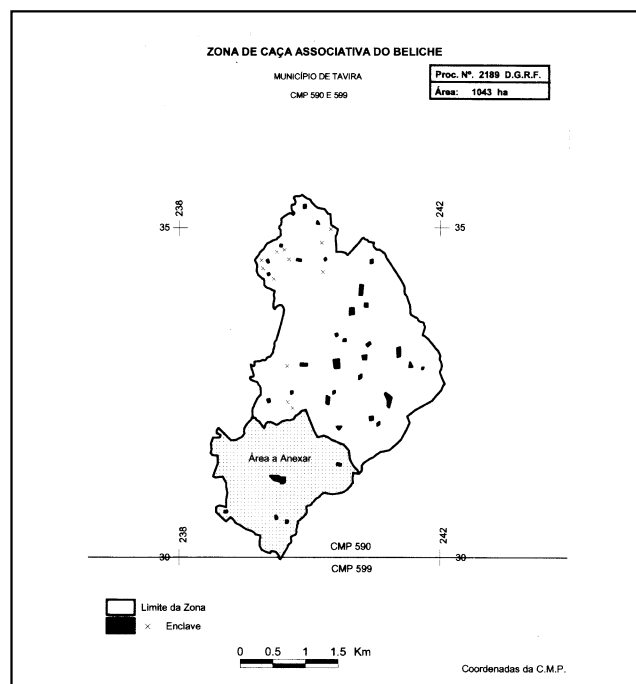 ZONA DE CAÇA ASSOCIATIVA DO BELICHE
MUNICÍPIO DE TAVIRA
CMP 590 E 599
Proc. Nº. 2189 D.G.R.F.
Área: 1043 ha
238
242
35
35
Área a Anexar
238
242
30
30
CMP 590
CMP 599
Limite da Zona
× Enclave
0 0.5 1 1.5 Km
Coordenadas da C.M.P.